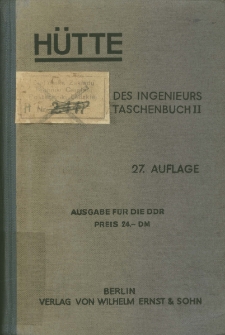 HÜTTE
DES INGENIEURS
TASCHENBUCH II
27. AUFLAGE
AUSGABE FÜR DIE DDR
PREIS 24.– DM
BERLIN
VERLAG VON WILHELM ERNST & SOHN